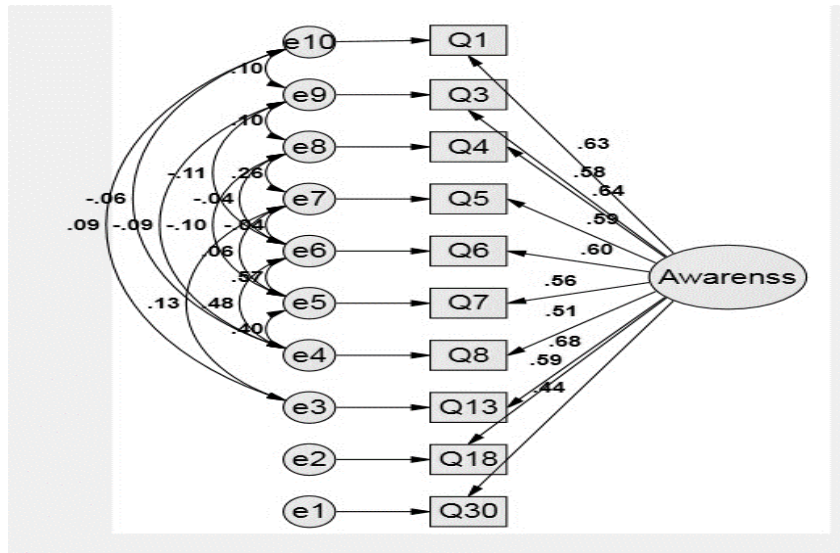 e10 Q1
.10
e9 Q3
.10 .63
e8 Q4
-.11 .26 .58
.64
-.06 -.04 e7 Q5
.09 -.09 -.10 -.04 .59
.06 e6 Q6 .60
Awarenss
.57 .56
.13 .48 e5 Q7
.51
.40
e4 Q8 .68
.59
.44
e3 Q13
e2 Q18
e1 Q30